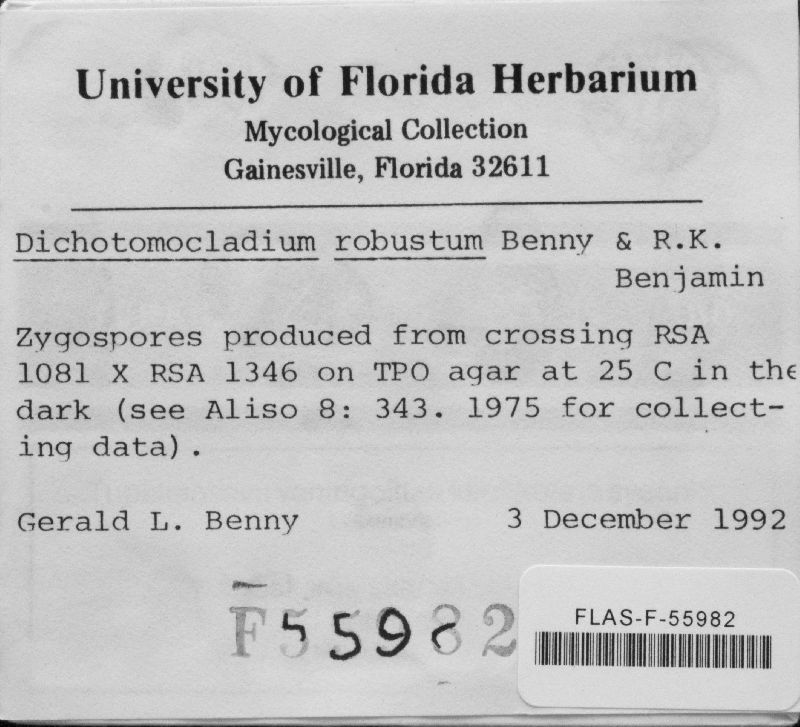 University of Florida Herbarium
Mycological Collection
Gainesville, Florida 32611
Dichotomocladium robustum Benny & R.K.
Benjamin
Zygospores produced from crossing RSA
1081 X RSA 1346 on TPO agar at 25 C in the
dark (see Aliso 8: 343. 1975 for collect-
ing data).
Gerald L. Benny 3 December 1992
F55982
FLAS-F-55982